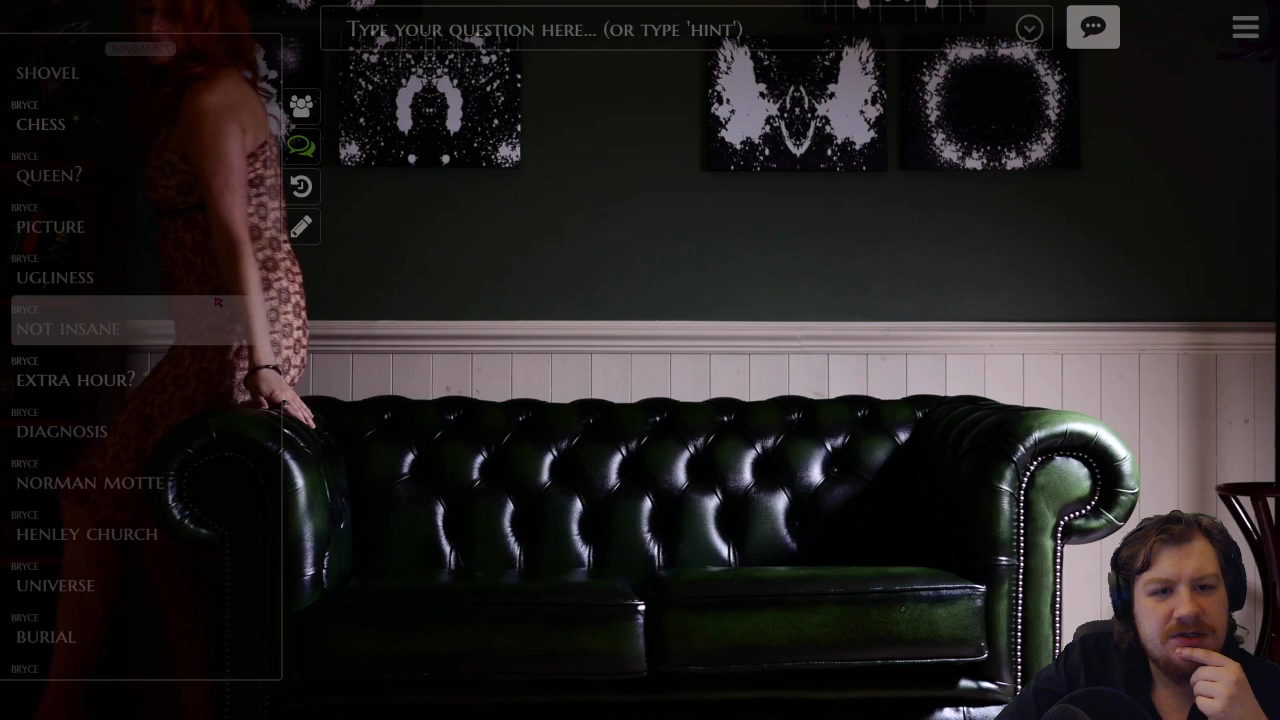 Type your question here... (or type 'hint')
MARIANNA
SHOVEL
BRYCE
CHESS *
BRYCE
QUEEN?
BRYCE
PICTURE
BRYCE
UGLINESS
BRYCE
NOT INSANE
BRYCE
EXTRA HOUR? *
BRYCE
DIAGNOSIS
BRYCE
NORMAN MOTTE
BRYCE
HENLEY CHURCH
BRYCE
UNIVERSE
BRYCE
BURIAL
BRYCE